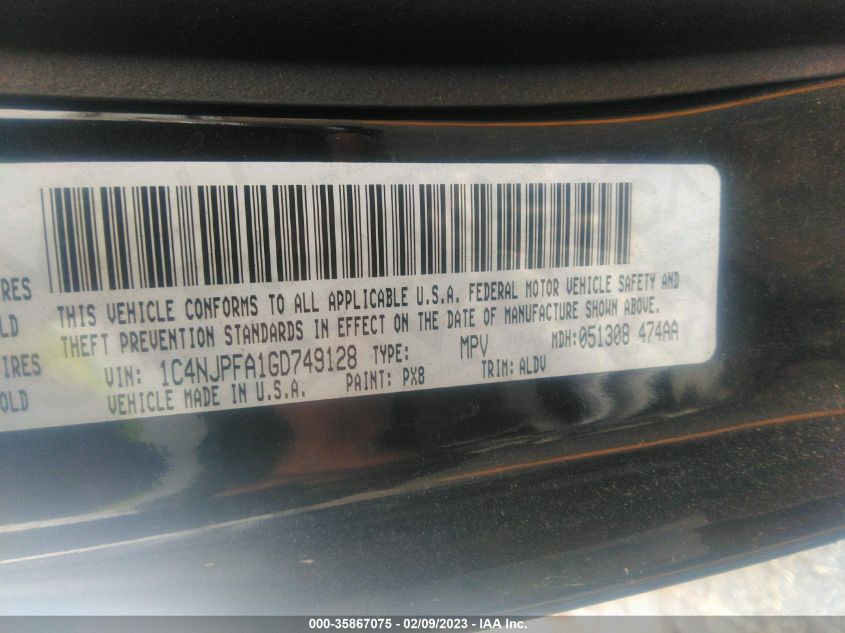 THIS VEHICLE CONFORMS TO ALL APPLICABLE U.S.A. FEDERAL MOTOR VEHICLE SAFETY AND
THEFT PREVENTION STANDARDS IN EFFECT ON THE DATE OF MANUFACTURE SHOWN ABOVE.
VIN: 1C4NJPFA1GD749128 TYPE: MPV MDH:051308 474AA
VEHICLE MADE IN U.S.A. PAINT: PX8 TRIM: ALDV
IRES
OLD
IRES
OLD
000-35867075 - 02/09/2023 - IAA Inc.